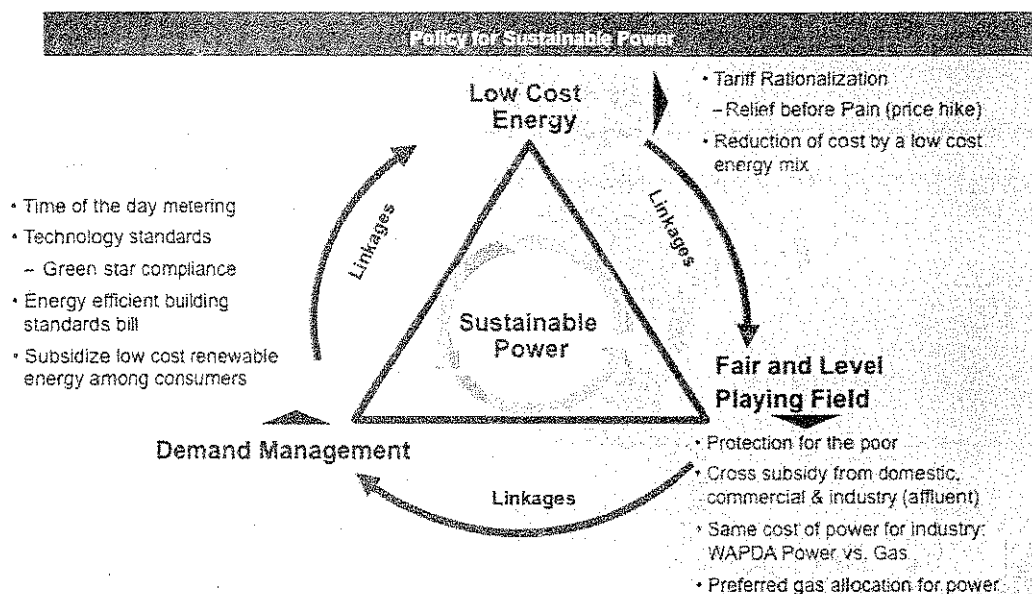 Policy for Sustainable Power
Low Cost
Energy
• Tariff Rationalization
– Relief before Pain (price hike)
• Reduction of cost by a low cost
energy mix
• Time of the day metering
• Technology standards
– Green star compliance
• Energy efficient building
standards bill
• Subsidize low cost renewable
energy among consumers
Linkages
Linkages
Sustainable
Power
Fair and Level
Playing Field
Demand Management
• Protection for the poor
• Cross subsidy from domestic,
commercial & industry (affluent)
• Same cost of power for industry:
WAPDA Power vs. Gas
• Preferred gas allocation for power
Linkages